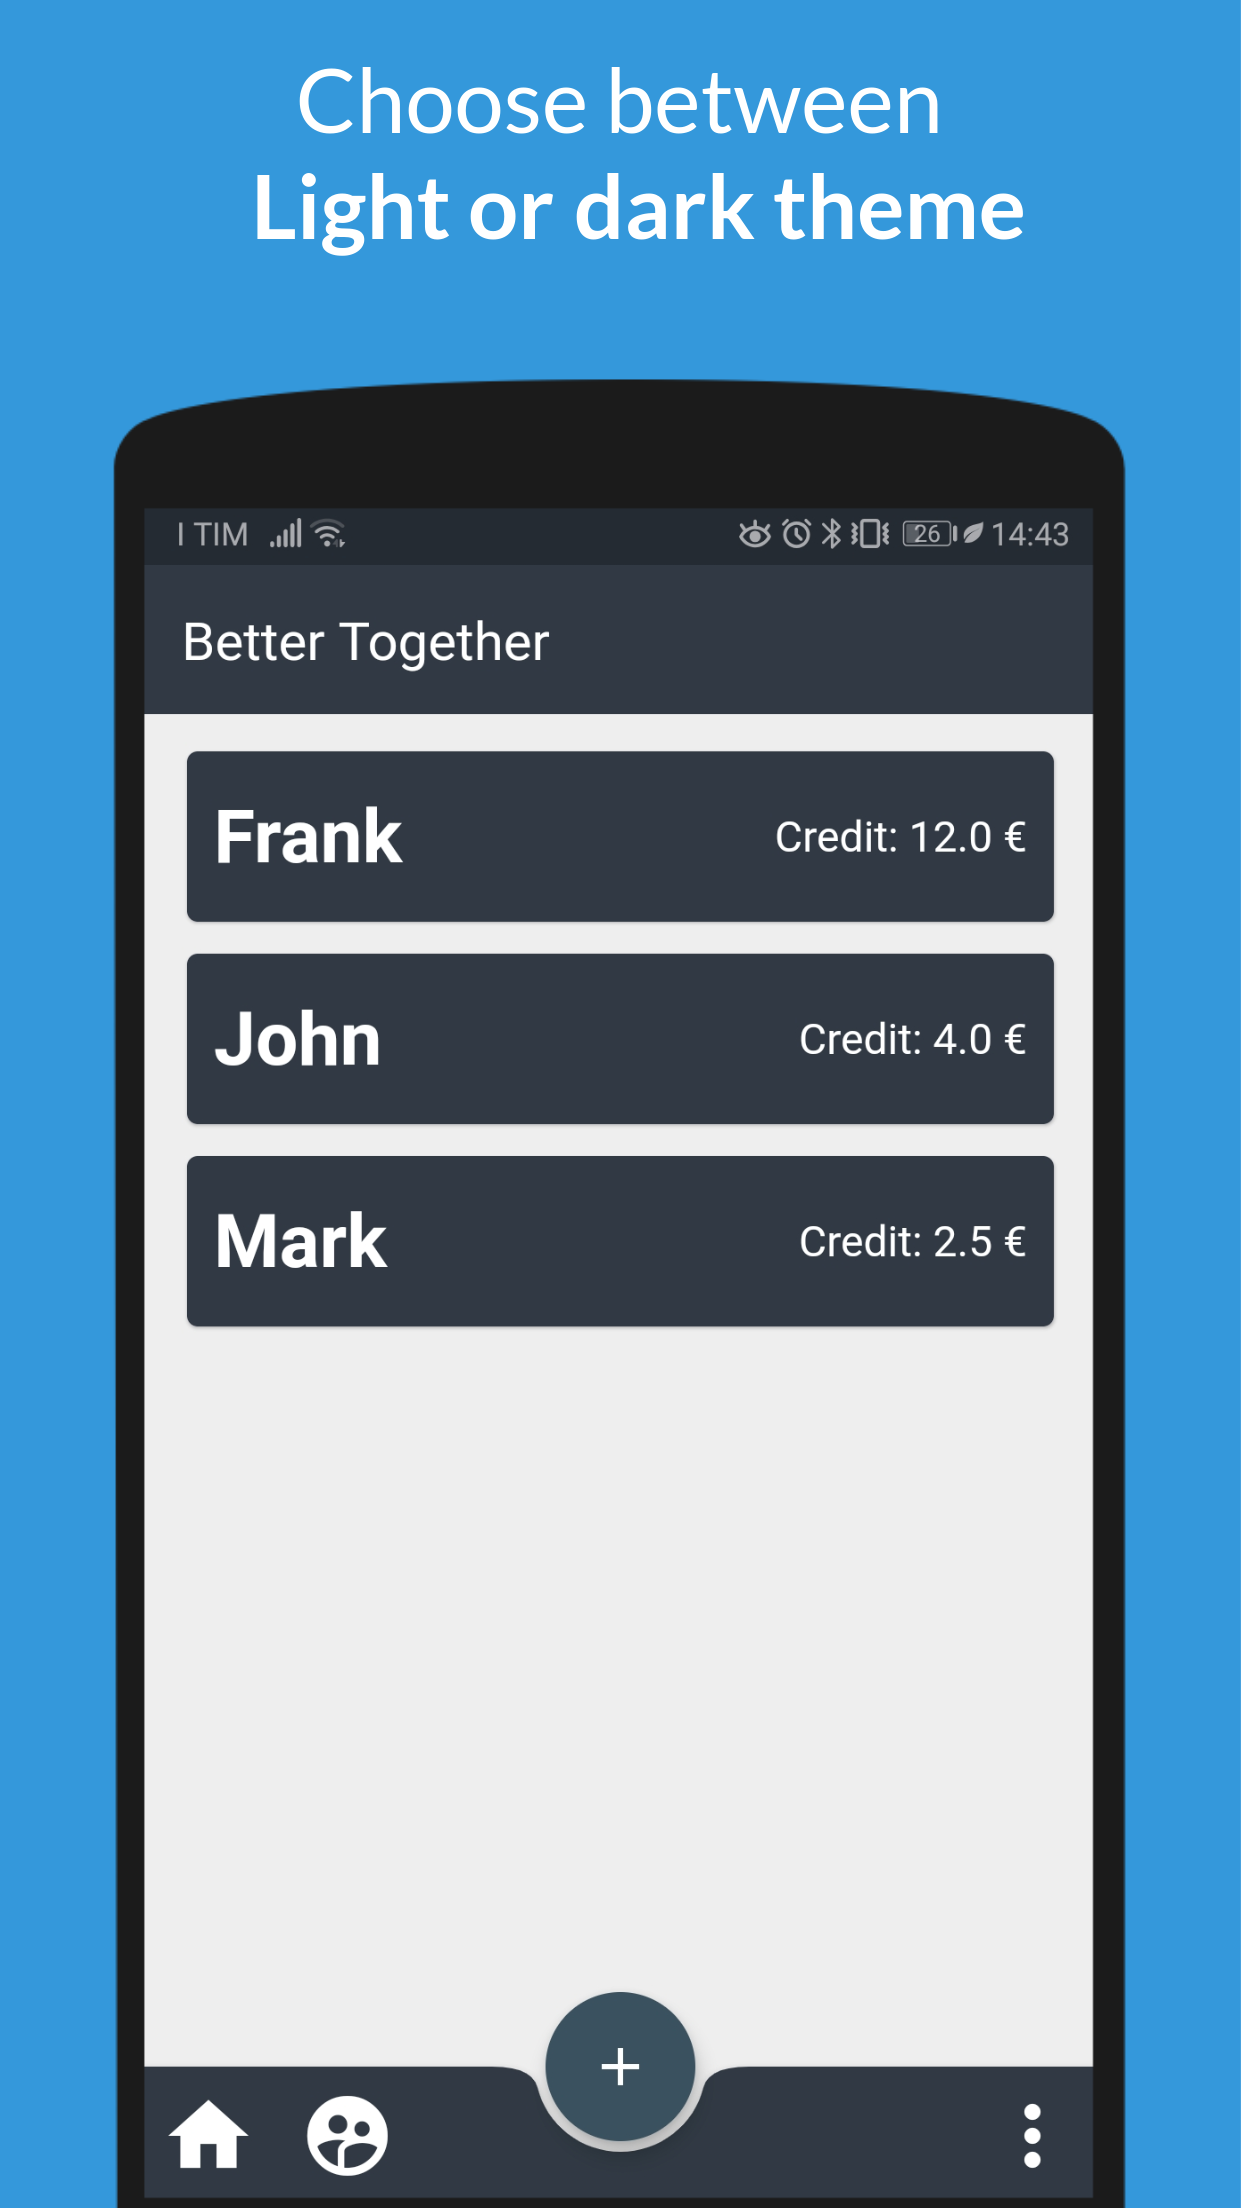 Choose between
Light or dark theme
I TIM 26 14:43
Better Together
Frank Credit: 12.0 €
John Credit: 4.0 €
Mark Credit: 2.5 €